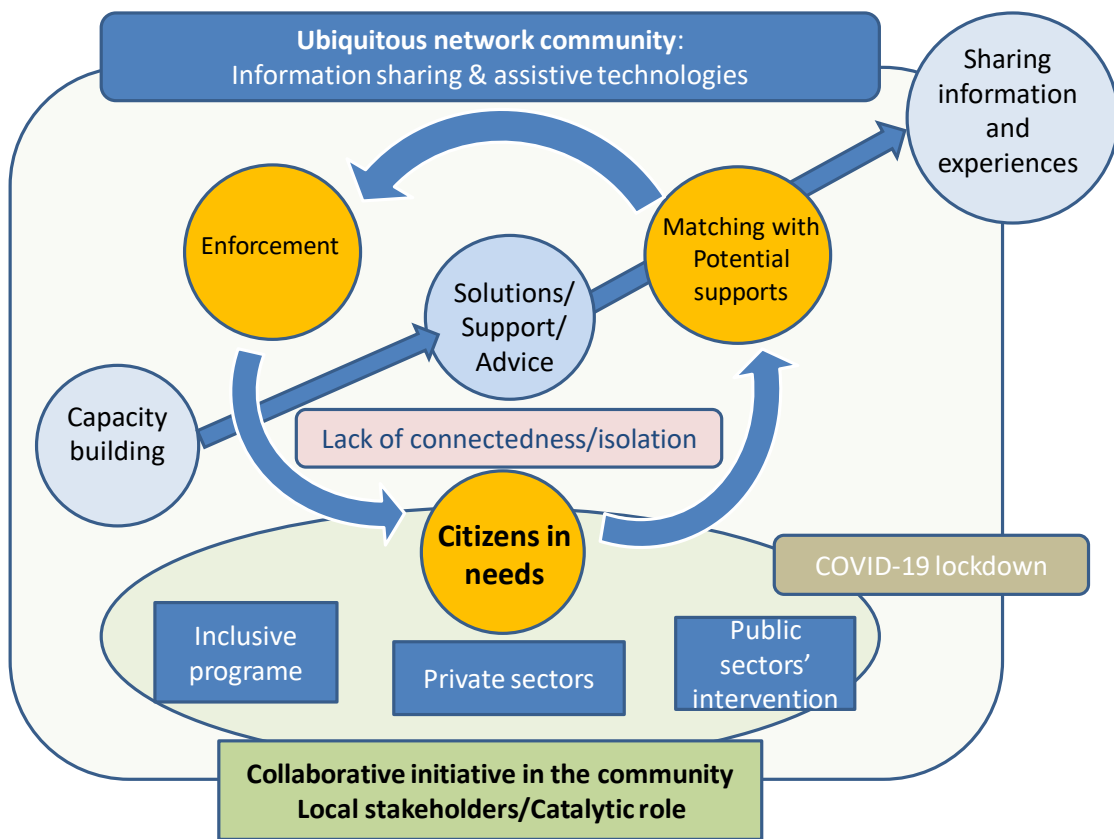 Ubiquitous network community:
Information sharing & assistive technologies
Sharing
information
and
experiences
Enforcement
Matching with
Potential
supports
Solutions/
Support/
Advice
Capacity
building
Lack of connectedness/isolation
Citizens in
needs
COVID-19 lockdown
Inclusive
programe
Private sectors
Public
sectors’
intervention
Collaborative initiative in the community
Local stakeholders/Catalytic role